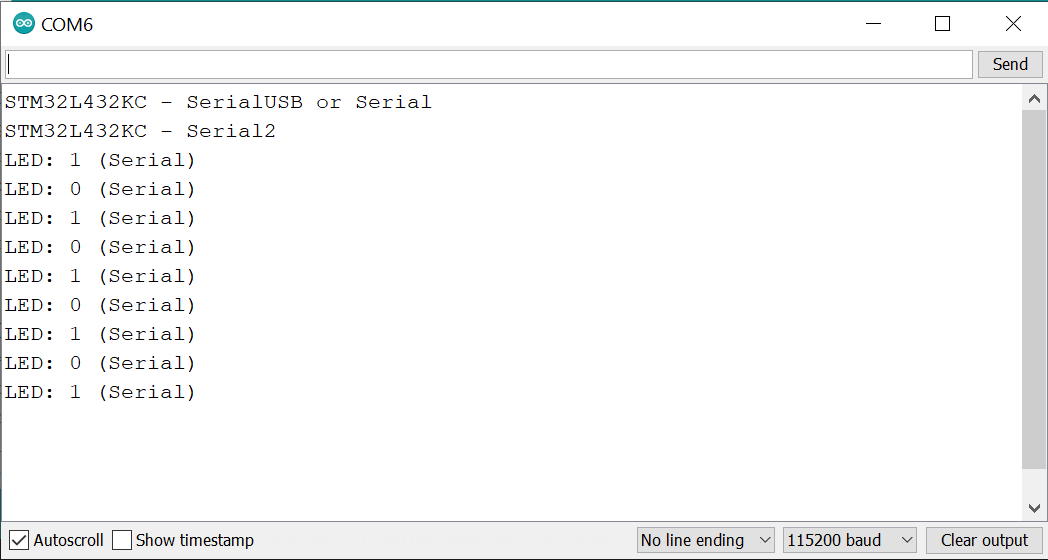 COM6
Send
STM32L432KC - SerialUSB or Serial
STM32L432KC - Serial2
LED: 1 (Serial)
LED: 0 (Serial)
LED: 1 (Serial)
LED: 0 (Serial)
LED: 1 (Serial)
LED: 0 (Serial)
LED: 1 (Serial)
LED: 0 (Serial)
LED: 1 (Serial)
Autoscroll Show timestamp No line ending 115200 baud Clear output